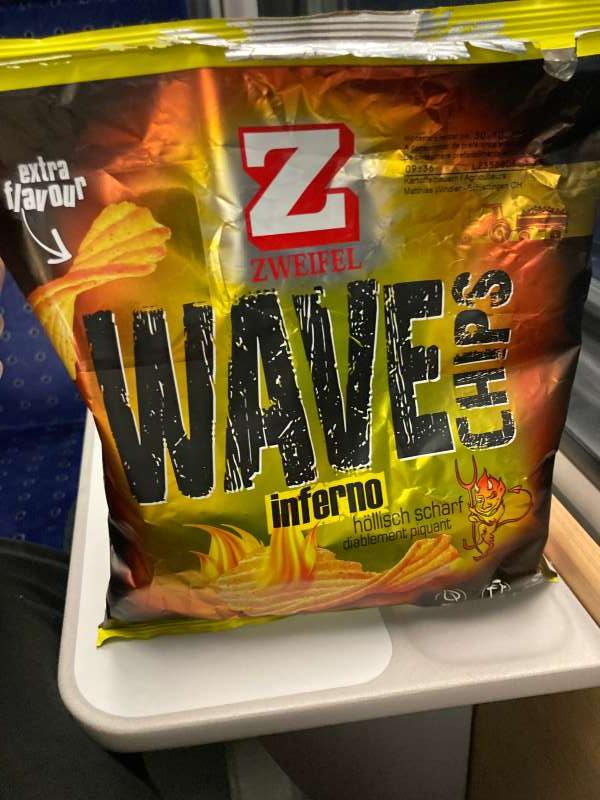 extra
flavour
Z
ZWEIFEL
WAVE
CHIPS
inferno
höllisch scharf
diablement piquant